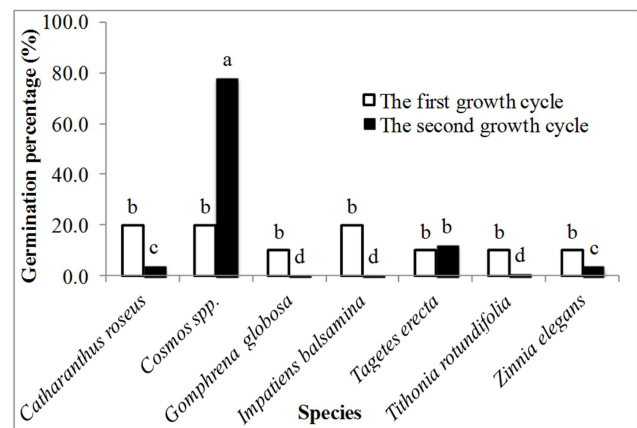 Germination percentage (%)
100.0
80.0
60.0
40.0
20.0
0.0
The first growth cycle
The second growth cycle
b
c
b
a
b
d
b
d
b
b
b
d
b
c
Catharanthus roseus
Cosmos spp.
Gomphrena globosa
Impatiens balsamina
Tagetes erecta
Tithonia rotundifolia
Zinnia elegans
Species